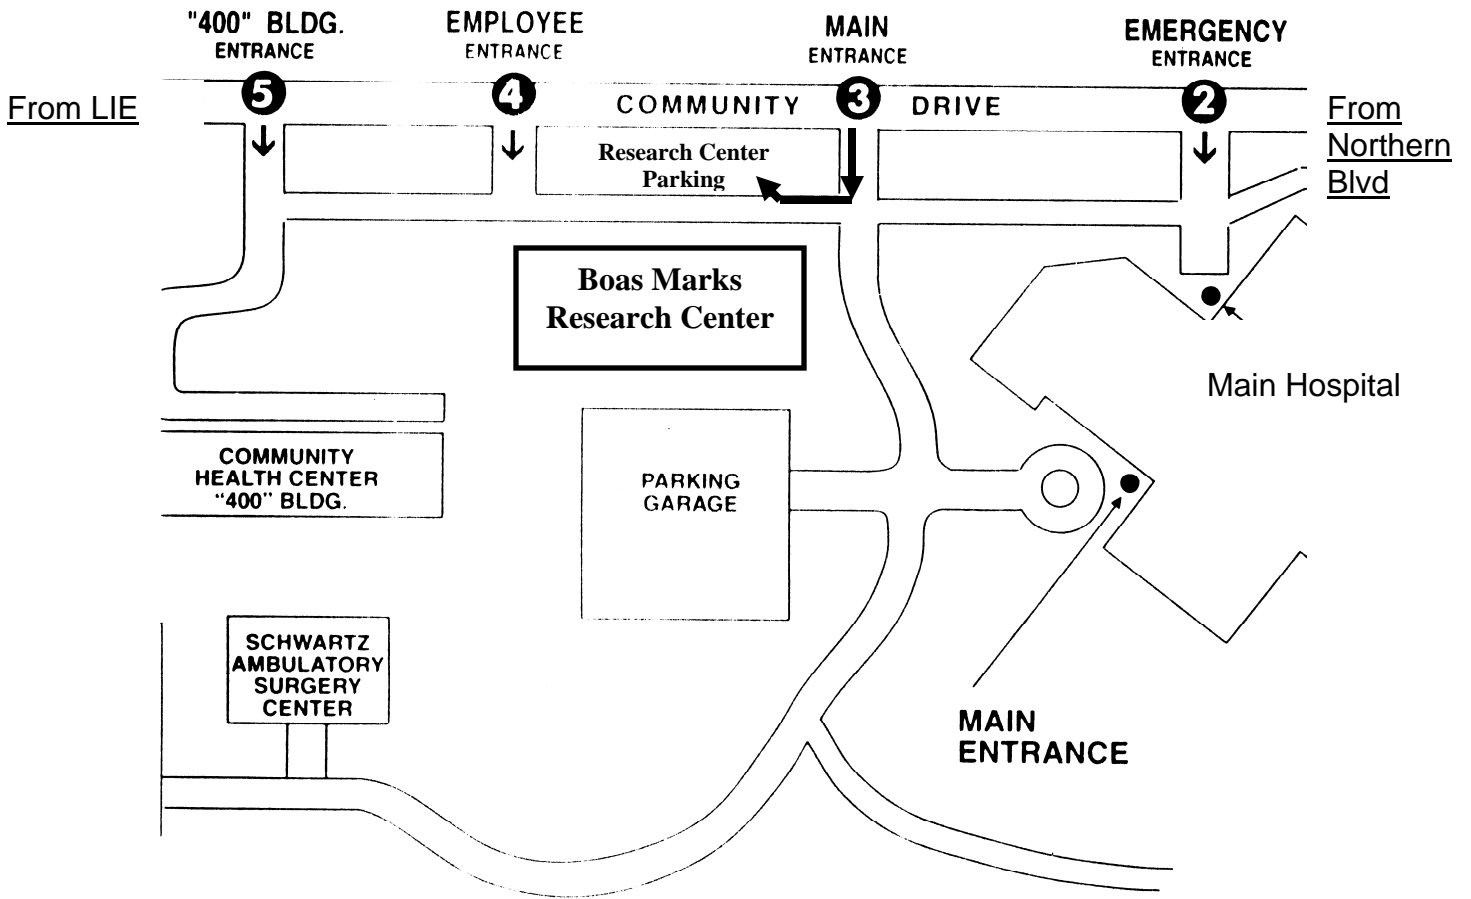 "400" BLDG.
ENTRANCE
EMPLOYEE
ENTRANCE
MAIN
ENTRANCE
EMERGENCY
ENTRANCE
From LIE
5
4
COMMUNITY
3
DRIVE
2
From
Northern
Blvd
Research Center
Parking
Boas Marks
Research Center
Main Hospital
COMMUNITY
HEALTH CENTER
"400" BLDG.
PARKING
GARAGE
SCHWARTZ
AMBULATORY
SURGERY
CENTER
MAIN
ENTRANCE